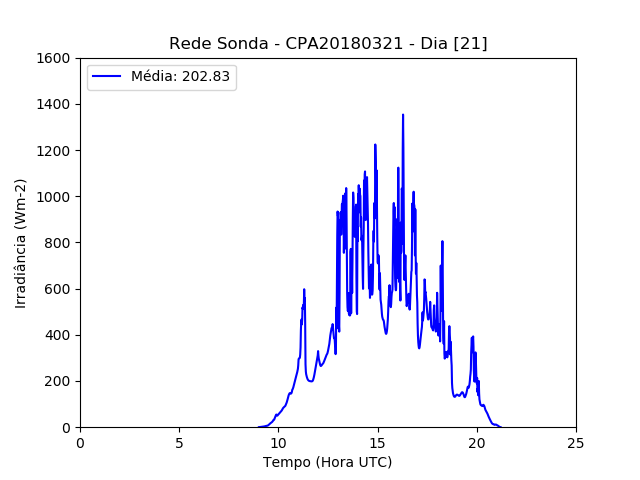 Rede Sonda - CPA20180321 - Dia [21]
Média: 202.83
Irradiância (Wm-2)
1600
1400
1200
1000
800
600
400
200
0
0 5 10 15 20 25
Tempo (Hora UTC)